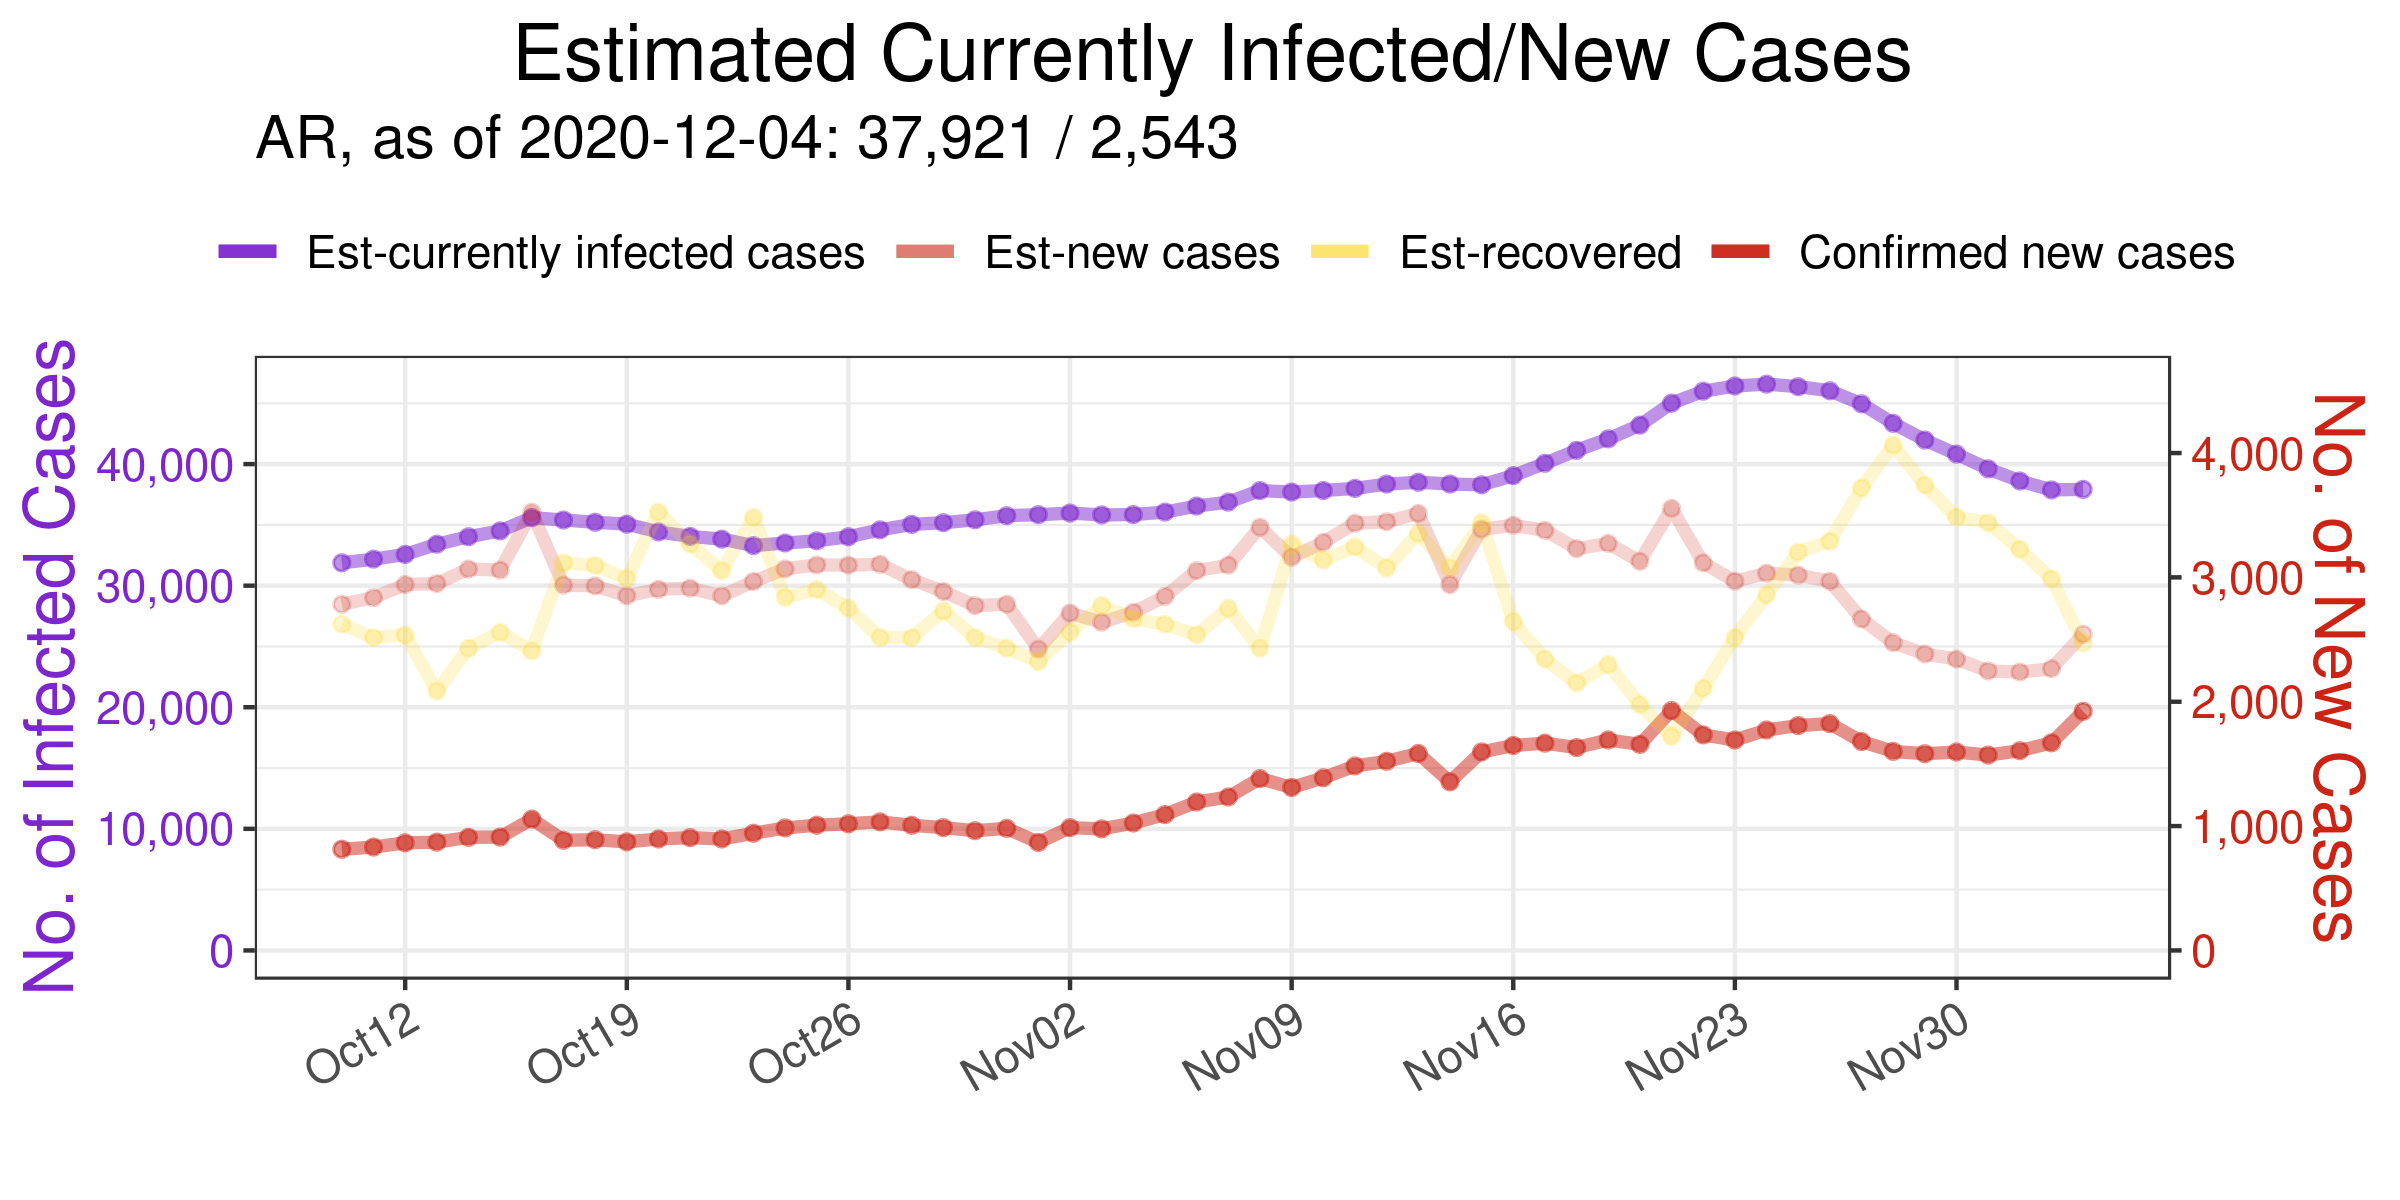 Estimated Currently Infected/New Cases
AR, as of 2020-12-04: 37,921 / 2,543
Est-currently infected cases
Est-new cases
Est-recovered
Confirmed new cases
No. of Infected Cases
40,000
30,000
20,000
10,000
0
4,000
3,000
2,000
1,000
0
No. of New Cases
Oct12
Oct19
Oct26
Nov02
Nov09
Nov16
Nov23
Nov30